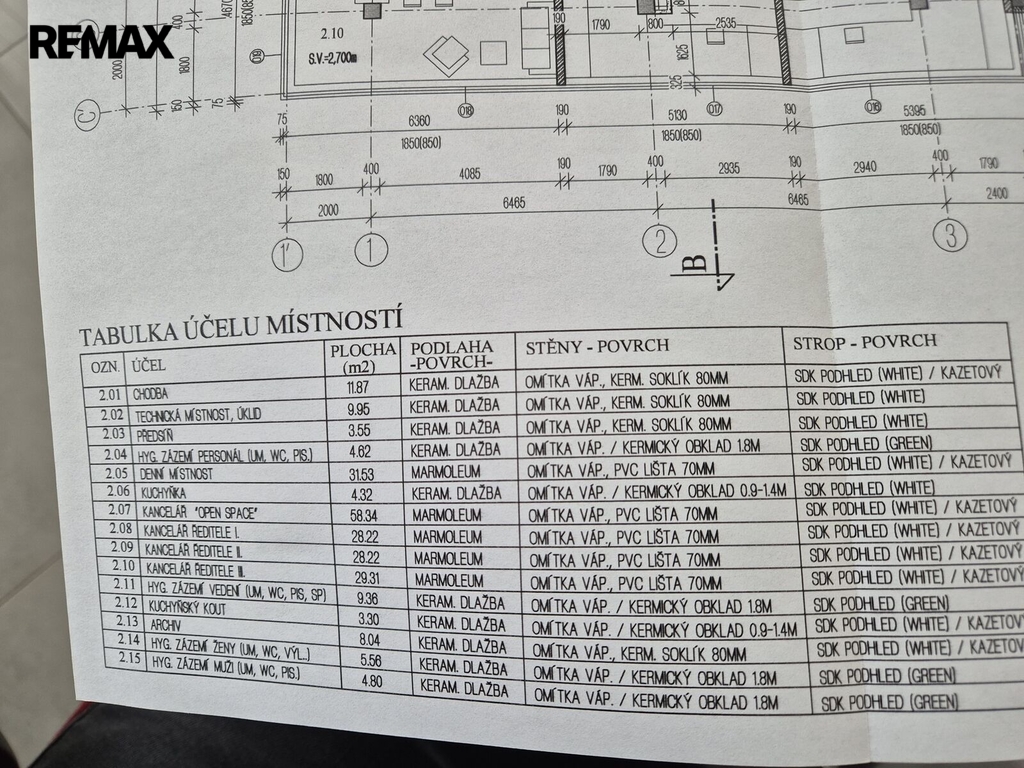 RE/MAX
4670
1850(85
400
1800
2000
150
75
C'
O19
2.10
S.V.=2,700m
190
1790
800
2535
1625
325
O18
O17
O16
75
6360
190
5130
190
5395
1850(850)
1850(850)
1850(850)
150
1800
400
4085
190
1790
400
2935
190
2940
400
1790
2000
6465
6465
2400
1'
1
2
3
B
TABULKA ÚČELU MÍSTNOSTÍ
OZN. ÚČEL PLOCHA (m2) PODLAHA -POVRCH- STĚNY - POVRCH STROP - POVRCH
2.01 CHODBA 11.87 KERAM. DLAŽBA OMÍTKA VÁP., KERM. SOKLÍK 80MM SDK PODHLED (WHITE) / KAZETOVÝ
2.02 TECHNICKÁ MÍSTNOST, ÚKLID 9.95 KERAM. DLAŽBA OMÍTKA VÁP., KERM. SOKLÍK 80MM SDK PODHLED (WHITE)
2.03 PŘEDSÍŇ 3.55 KERAM. DLAŽBA OMÍTKA VÁP., KERM. SOKLÍK 80MM SDK PODHLED (WHITE)
2.04 HYG. ZÁZEMÍ PERSONÁL (UM, WC, PIS.) 4.62 KERAM. DLAŽBA OMÍTKA VÁP. / KERMICKÝ OBKLAD 1.8M SDK PODHLED (GREEN)
2.05 DENNÍ MÍSTNOST 31.53 MARMOLEUM OMÍTKA VÁP., PVC LIŠTA 70MM SDK PODHLED (WHITE) / KAZETOVÝ
2.06 KUCHYŇKA 4.32 KERAM. DLAŽBA OMÍTKA VÁP. / KERMICKÝ OBKLAD 0.9-1.4M SDK PODHLED (WHITE)
2.07 KANCELÁŘ "OPEN SPACE" 58.34 MARMOLEUM OMÍTKA VÁP., PVC LIŠTA 70MM SDK PODHLED (WHITE) / KAZETOVÝ
2.08 KANCELÁŘ ŘEDITELE I. 28.22 MARMOLEUM OMÍTKA VÁP., PVC LIŠTA 70MM SDK PODHLED (WHITE) / KAZETOV
2.09 KANCELÁŘ ŘEDITELE II. 28.22 MARMOLEUM OMÍTKA VÁP., PVC LIŠTA 70MM SDK PODHLED (WHITE) / KAZETOV
2.10 KANCELÁŘ ŘEDITELE III. 29.31 MARMOLEUM OMÍTKA VÁP., PVC LIŠTA 70MM SDK PODHLED (WHITE) / KAZETOV
2.11 HYG. ZÁZEMÍ VEDENÍ (UM, WC, PIS, SP) 9.36 KERAM. DLAŽBA OMÍTKA VÁP. / KERMICKÝ OBKLAD 1.8M SDK PODHLED (GREEN)
2.12 KUCHYŇSKÝ KOUT 3.30 KERAM. DLAŽBA OMÍTKA VÁP. / KERMICKÝ OBKLAD 0.9-1.4M SDK PODHLED (WHITE) / KAZETOV
2.13 ARCHIV 8.04 KERAM. DLAŽBA OMÍTKA VÁP., KERM. SOKLÍK 80MM SDK PODHLED (WHITE) / KAZETOV
2.14 HYG. ZÁZEMÍ ŽENY (UM, WC, VÝL..) 5.56 KERAM. DLAŽBA OMÍTKA VÁP. / KERMICKÝ OBKLAD 1.8M SDK PODHLED (GREEN)
2.15 HYG. ZÁZEMÍ MUŽI (UM, WC, PIS.) 4.80 KERAM. DLAŽBA OMÍTKA VÁP. / KERMICKÝ OBKLAD 1.8M SDK PODHLED (GREEN)